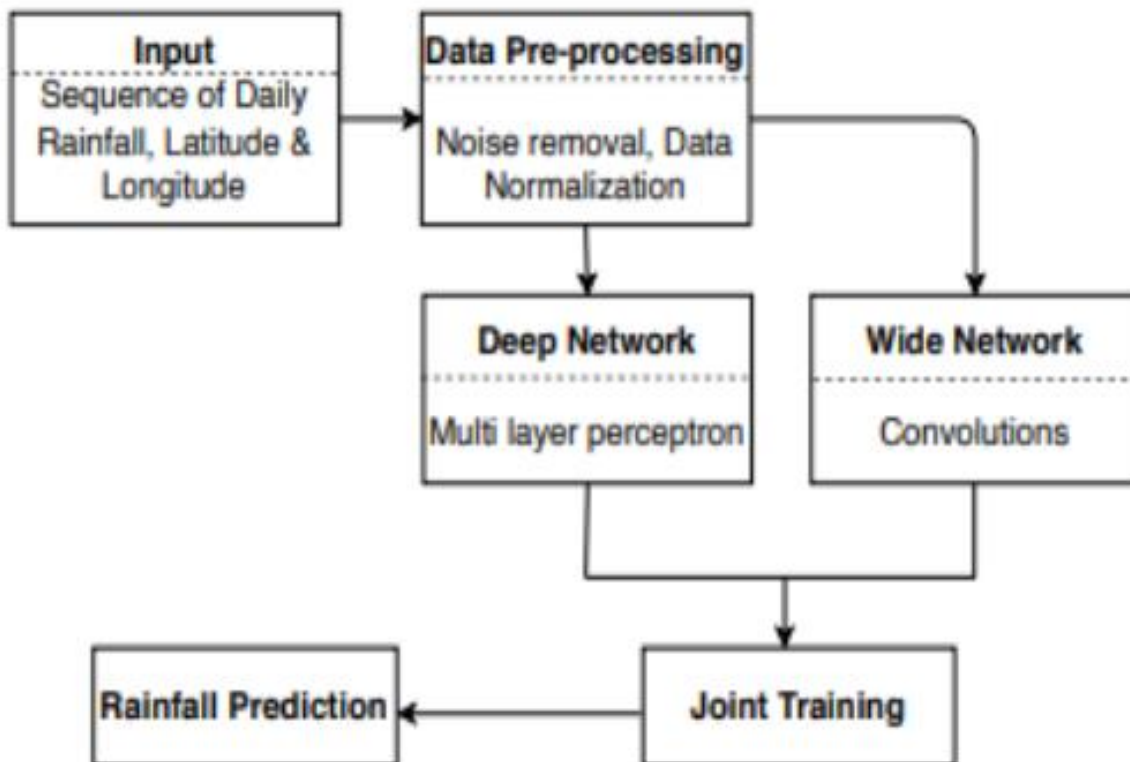 Input
Sequence of Daily
Rainfall, Latitude &
Longitude
Data Pre-processing
Noise removal, Data
Normalization
Deep Network
Multi layer perceptron
Wide Network
Convolutions
Joint Training
Rainfall Prediction